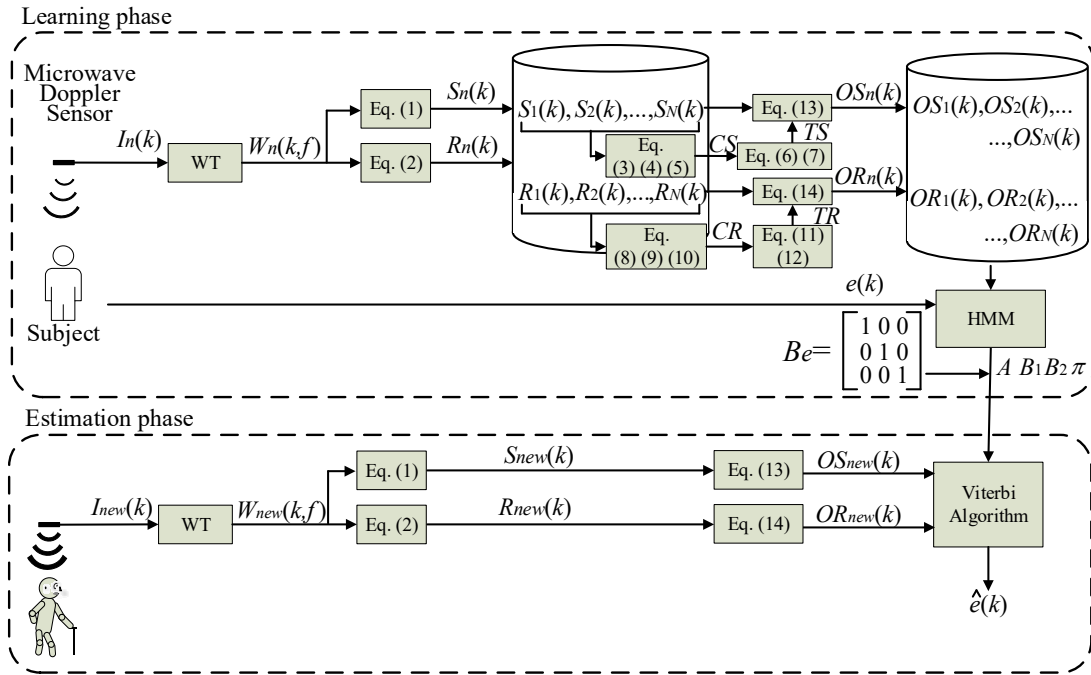 Learning phase
Microwave
Doppler
Sensor
In(k)
WT
Wn(k,f)
Eq. (1)
Sn(k)
Eq. (2)
Rn(k)
S1(k), S2(k),...,SN(k)
Eq.
(3) (4) (5)
CS
Eq. (6) (7)
TS
Eq. (13)
OSn(k)
R1(k), R2(k),...,RN(k)
Eq.
(8) (9) (10)
CR
Eq. (11)
(12)
TR
Eq. (14)
ORn(k)
OS1(k), OS2(k),...
...,OSN(k)
OR1(k), OR2(k),...
...,ORN(k)
Subject
e(k)
HMM
Be= [1 0 0
0 1 0
0 0 1]
A B1 B2 π
Estimation phase
Inew(k)
WT
Wnew(k,f)
Eq. (1)
Snew(k)
Eq. (13)
OSnew(k)
Eq. (2)
Rnew(k)
Eq. (14)
ORnew(k)
Viterbi
Algorithm
ê(k)